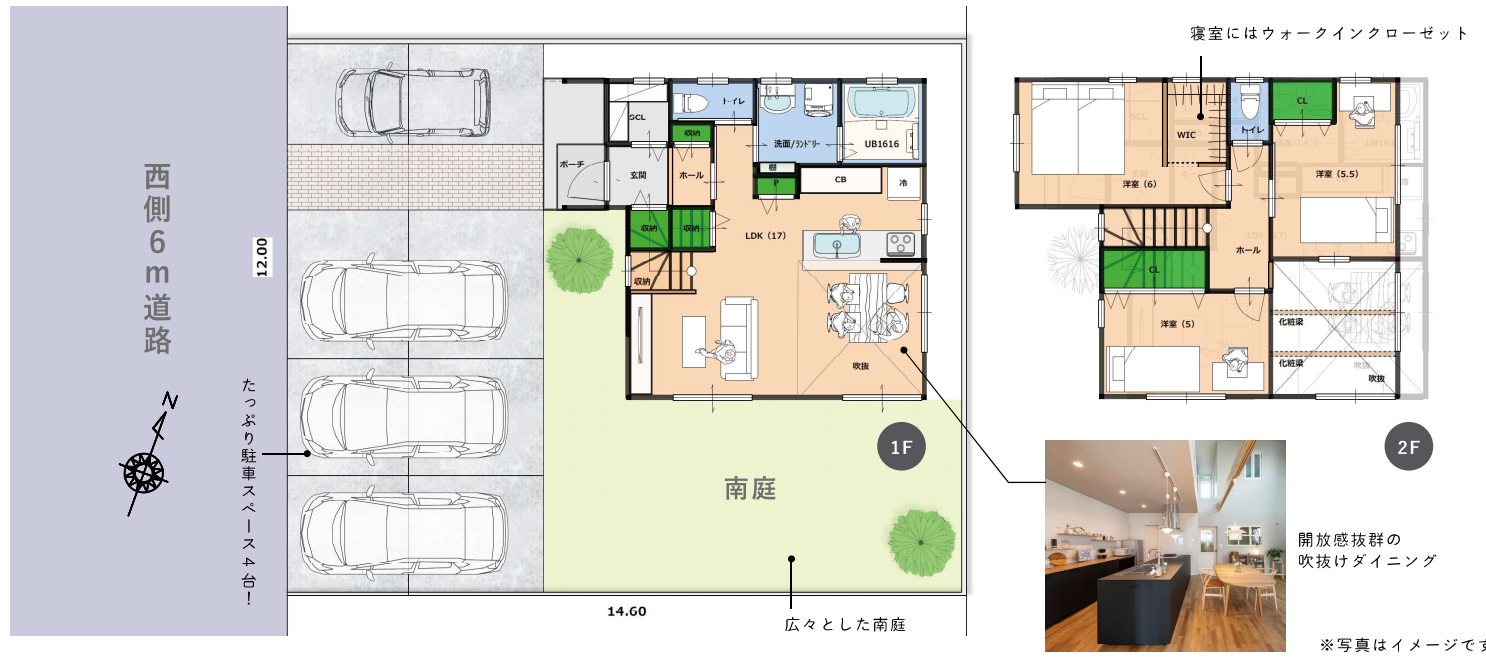 西側6m道路
12.00
N
たっぷり駐車スペース4台！
ポーチ
SCL
玄関
収納
ホール
トイレ
洗面/ﾗﾝﾄﾞﾘｰ
UB1616
棚
P
CB
冷
収納
収納
収納
LDK（17）
吹抜
1F
南庭
14.60
広々とした南庭
寝室にはウォークインクローゼット
WIC
トイレ
CL
洋室（6）
洋室（5.5）
ホール
CL
洋室（5）
化粧梁
化粧梁
吹抜
2F
開放感抜群の
吹抜けダイニング
※写真はイメージです